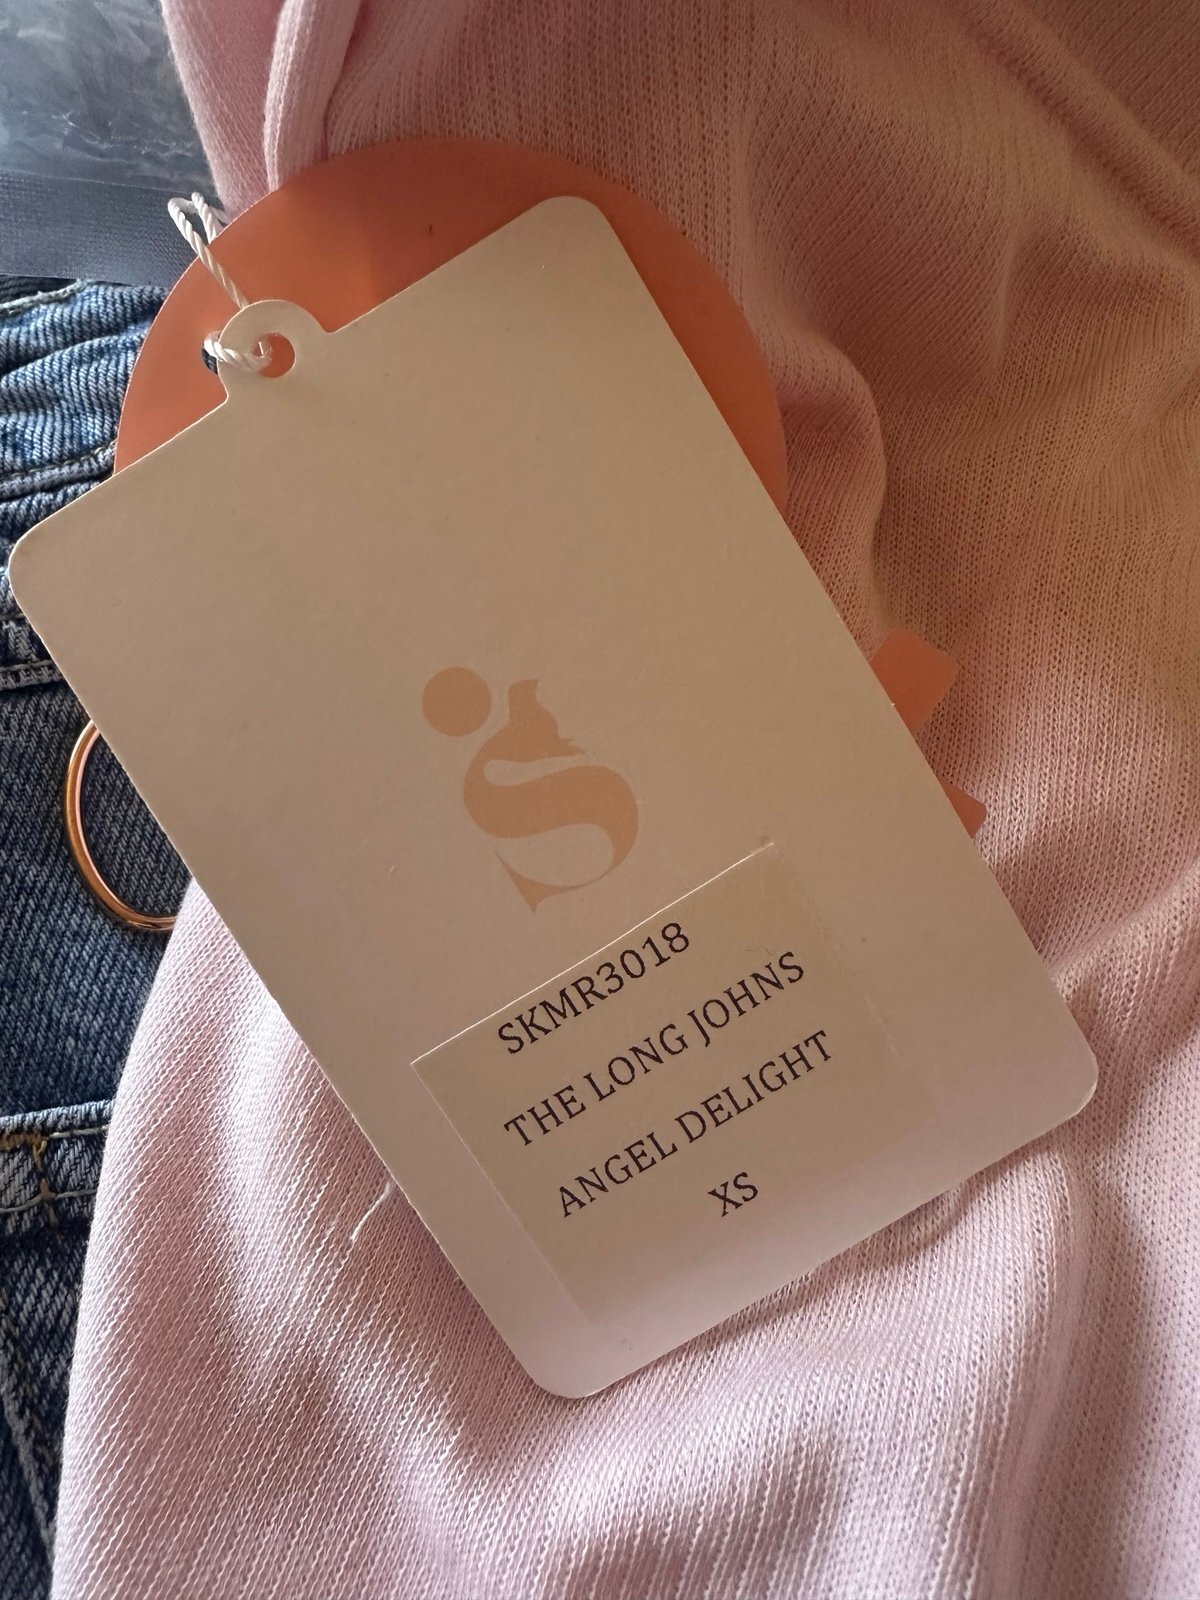 SKMR3018
THE LONG JOHNS
ANGEL DELIGHT
XS